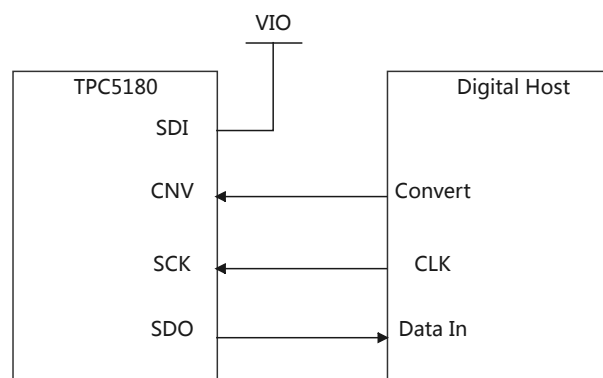 VIO
TPC5180
Digital Host
SDI
CNV
Convert
SCK
CLK
SDO
Data In